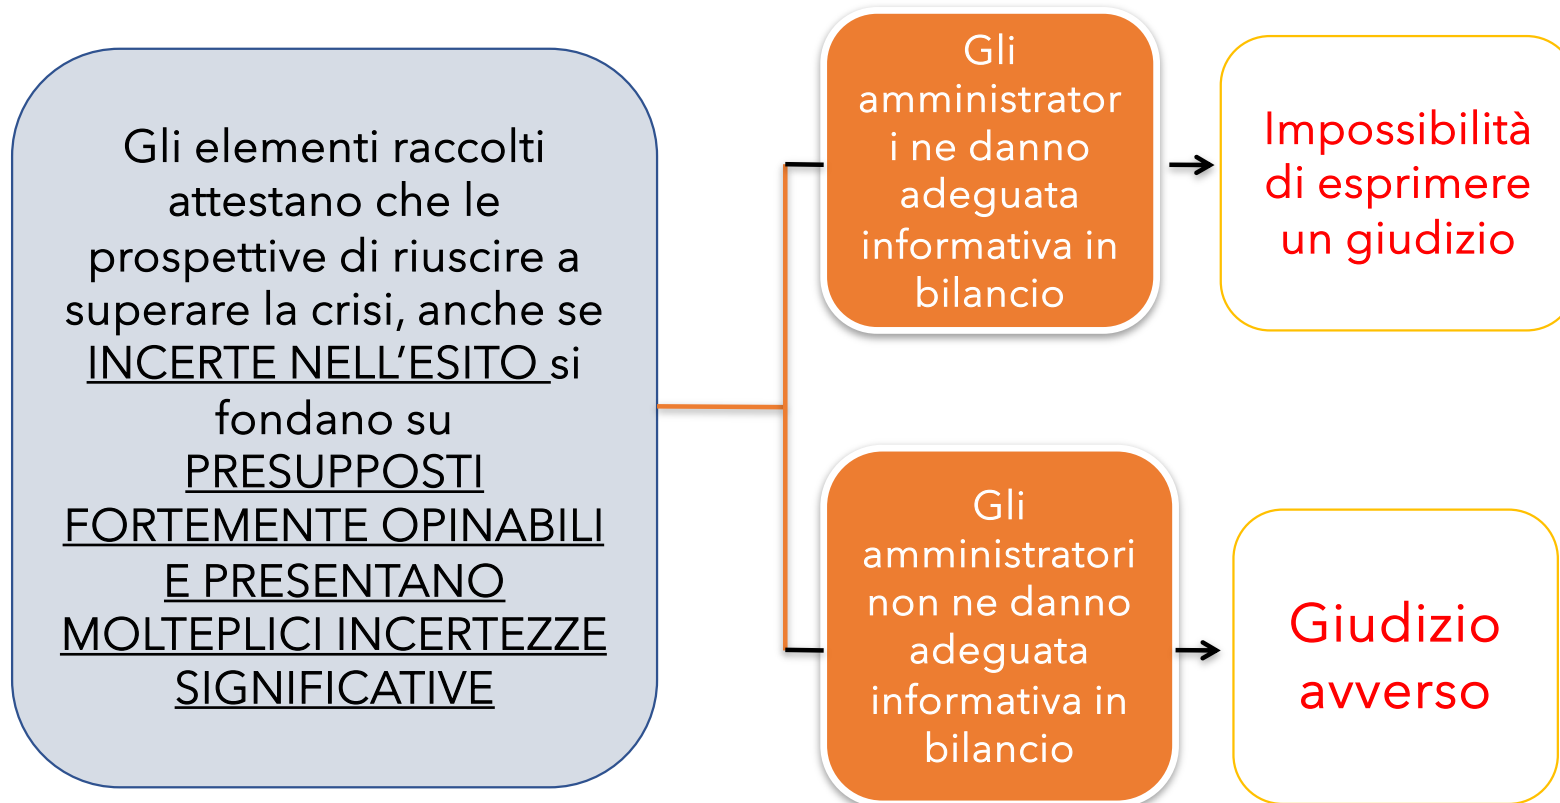 Gli elementi raccolti
attestano che le
prospettive di riuscire a
superare la crisi, anche se
INCERTE NELL’ESITO si
fondano su
PRESUPPOSTI
FORTEMENTE OPINABILI
E PRESENTANO
MOLTEPLICI INCERTEZZE
SIGNIFICATIVE
Gli
amministrator
i ne danno
adeguata
informativa in
bilancio
Impossibilità
di esprimere
un giudizio
Gli
amministratori
non ne danno
adeguata
informativa in
bilancio
Giudizio
avverso